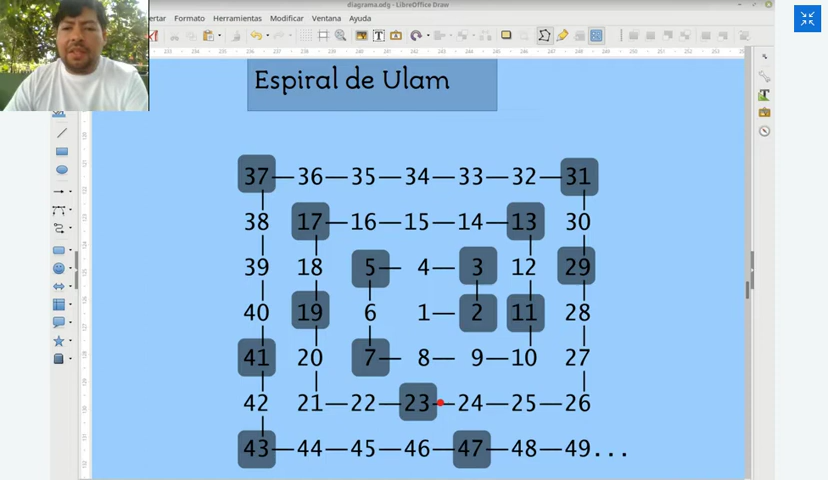 diagrama.odg - LibreOffice Draw
ertar Formato Herramientas Modificar Ventana Ayuda
Espiral de Ulam
37 36 35 34 33 32 31
38 17 16 15 14 13 30
39 18 5 4 3 12 29
40 19 6 1 2 11 28
41 20 7 8 9 10 27
42 21 22 23 24 25 26
43 44 45 46 47 48 49...